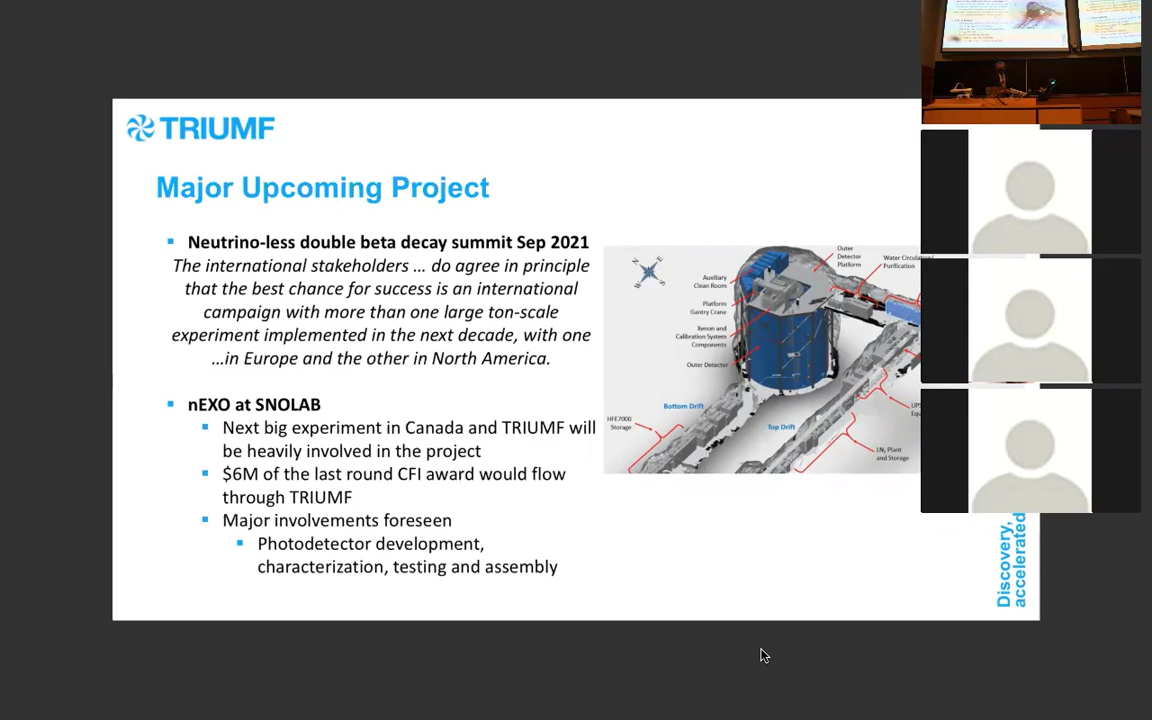 TRIUMF
Major Upcoming Project
Neutrino-less double beta decay summit Sep 2021
The international stakeholders … do agree in principle
that the best chance for success is an international
campaign with more than one large ton-scale
experiment implemented in the next decade, with one
…in Europe and the other in North America.
nEXO at SNOLAB
Next big experiment in Canada and TRIUMF will
be heavily involved in the project
$6M of the last round CFI award would flow
through TRIUMF
Major involvements foreseen
Photodetector development,
characterization, testing and assembly
N
E
S
W
Outer
Detector
Platform
Water Circulation/
Purification
Auxiliary
Clean Room
Platform
Gantry Crane
Xenon and
Calibration System
Components
Outer Detector
Bottom Drift
HFE7000
Storage
Top Drift
UPS
LN₂ Plant
and Storage
Discovery,
accelerated